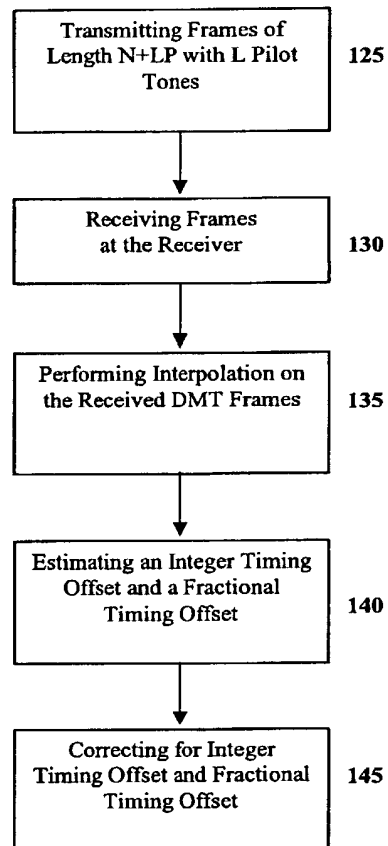 Transmitting Frames of
Length N+LP with L Pilot
Tones
125
Receiving Frames
at the Receiver
130
Performing Interpolation on
the Received DMT Frames
135
Estimating an Integer Timing
Offset and a Fractional
Timing Offset
140
Correcting for Integer
Timing Offset and Fractional
Timing Offset
145